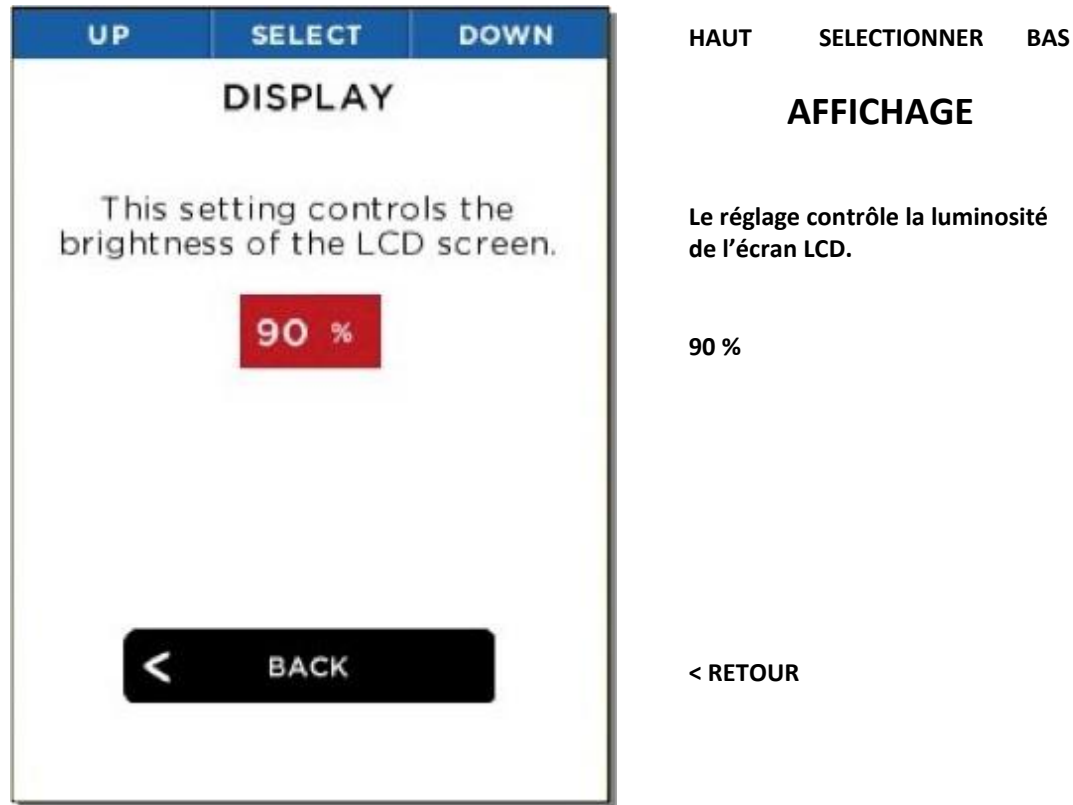 UP SELECT DOWN
DISPLAY
This setting controls the
brightness of the LCD screen.
90 %
< BACK
HAUT SELECTIONNER BAS
AFFICHAGE
Le réglage contrôle la luminosité
de l’écran LCD.
90 %
< RETOUR